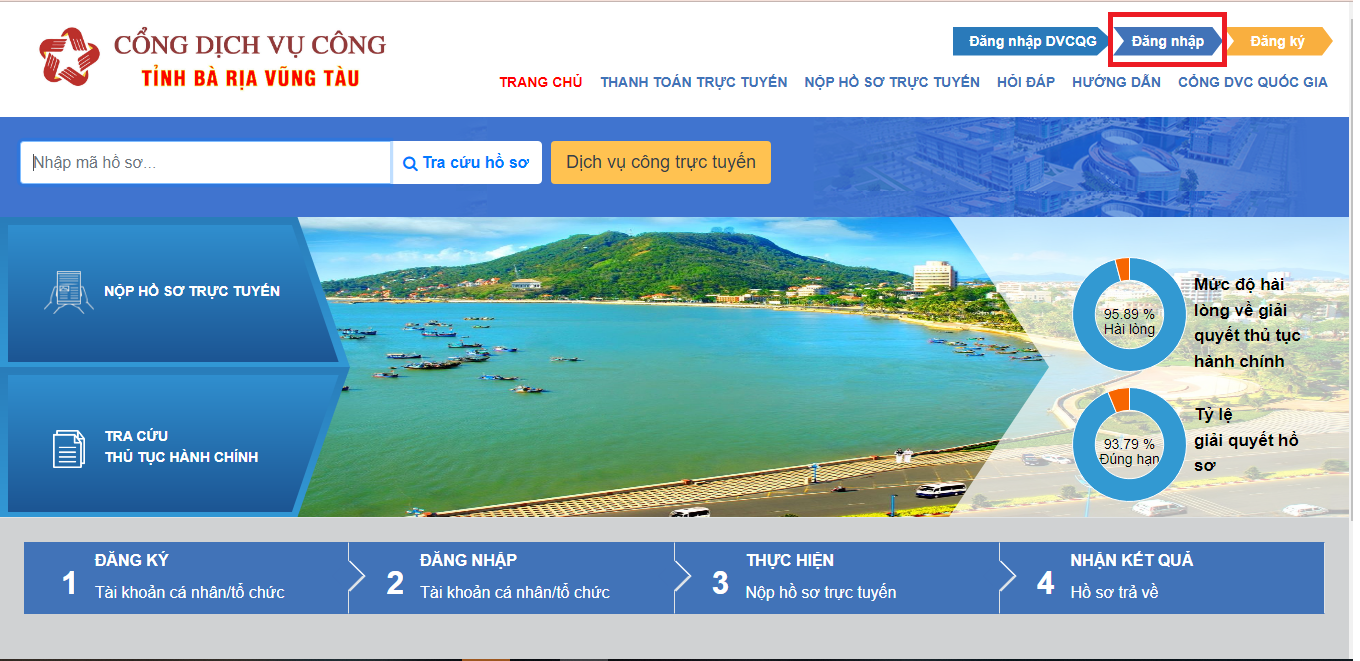 CỔNG DỊCH VỤ CÔNG
TỈNH BÀ RỊA VŨNG TÀU
Đăng nhập DVCQG
Đăng nhập
Đăng ký
TRANG CHỦ
THANH TOÁN TRỰC TUYẾN
NỘP HỒ SƠ TRỰC TUYẾN
HỎI ĐÁP
HƯỚNG DẪN
CỔNG DVC QUỐC GIA
Nhập mã hồ sơ...
Tra cứu hồ sơ
Dịch vụ công trực tuyến
NỘP HỒ SƠ TRỰC TUYẾN
TRA CỨU
THỦ TỤC HÀNH CHÍNH
95.89 %
Hài lòng
Mức độ hài
lòng về giải
quyết thủ tục
hành chính
93.79 %
Đúng hạn
Tỷ lệ
giải quyết hồ
sơ
1
ĐĂNG KÝ
Tài khoản cá nhân/tổ chức
2
ĐĂNG NHẬP
Tài khoản cá nhân/tổ chức
3
THỰC HIỆN
Nộp hồ sơ trực tuyến
4
NHẬN KẾT QUẢ
Hồ sơ trả về